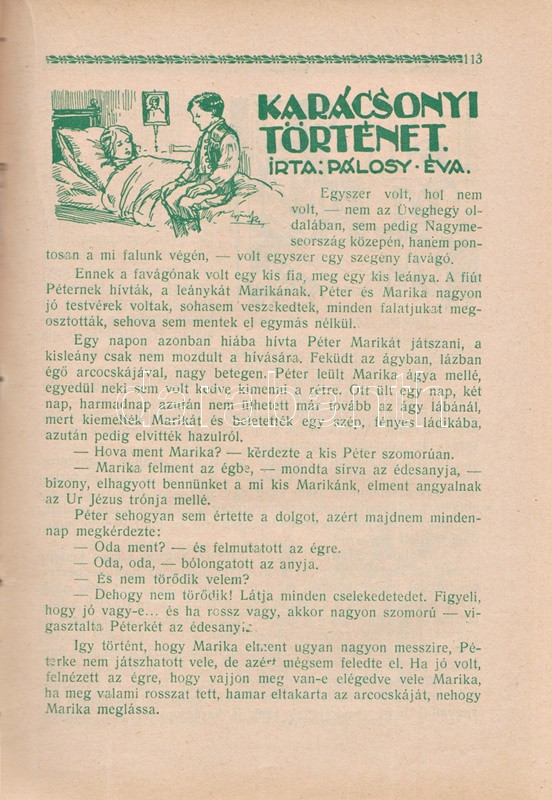 113
KARÁCSONYI
TÖRTÉNET.
IRTA: PÁLOSY · ÉVA.
Egyszer volt, hol nem
volt, — nem az Üveghegy ol-
dalában, sem pedig Nagyme-
seország közepén, hanem pon-
tosan a mi falunk végén, — volt egyszer egy szegény favágó.
Ennek a favágónak volt egy kis fia, meg egy kis leánya. A fiút
Péternek hívták, a leánykát Marikának. Péter és Marika nagyon
jó testvérek voltak, sohasem veszekedtek, minden falatjukat meg-
osztották, sehova sem mentek el egymás nélkül.
Egy napon azonban hiába hívta Péter Marikát játszani, a
kisleány csak nem mozdult a hívására. Feküdt az ágyban, lázban
égő arcocskájával, nagy betegen. Péter leült Marika ágya mellé,
egyedül neki sem volt kedve kimenni a rétre. Ott ült egy nap, két
nap, harmadnap azután nem ülhetett már tovább az ágy lábánál,
mert kiemelték Marikát és beletették egy szép, fényes ládikába,
azután pedig elvitték hazulról.
— Hova ment Marika? — kérdezte a kis Péter szomorúan.
— Marika felment az égbe, — mondta sírva az édesanyja, —
bizony, elhagyott bennünket a mi kis Marikánk, elment angyalnak
az Ur Jézus trónja mellé.
Péter sehogyan sem értette a dolgot, azért majdnem minden-
nap megkérdezte:
— Oda ment? — és felmutatott az égre.
— Oda, oda, — bólongatott az anyja.
— És nem törődik velem?
— Dehogy nem törődik! Látja minden cselekedetedet. Figyeli,
hogy jó vagy-e... és ha rossz vagy, akkor nagyon szomorú — vi-
gasztalta Péterkét az édesanyja.
Igy történt, hogy Marika elment ugyan nagyon messzire, Pé-
terke nem játszhatott vele, de azért mégsem feledte el. Ha jó volt,
felnézett az égre, hogy vajjon meg van-e elégedve vele Marika,
ha meg valami rosszat tett, hamar eltakarta az arcocskáját, nehogy
Marika meglássa.
darabanth